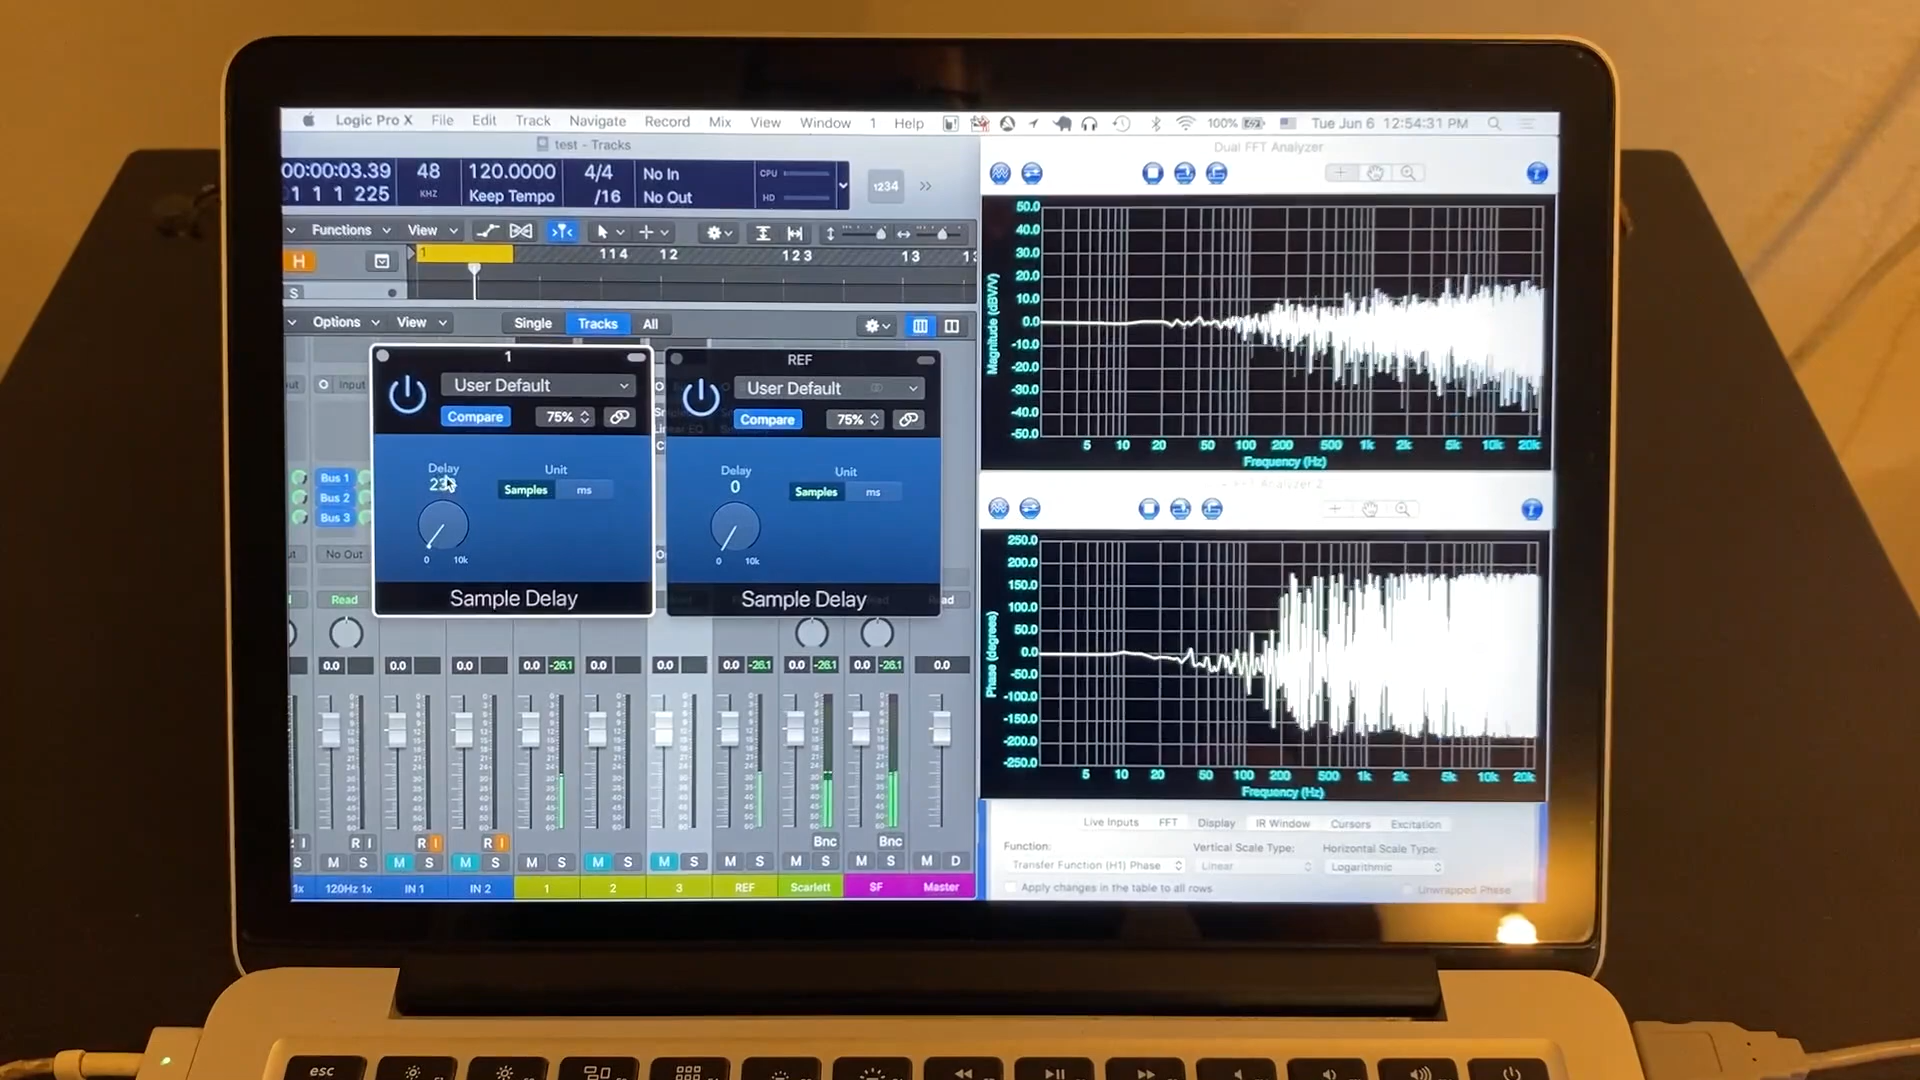 Logic Pro X File Edit Track Navigate Record Mix View Window 1 Help 100% Tue Jun 6 12:54:31 PM
test - Tracks
00:00:03.39 48 120.0000 4/4 No In CPU
1 1 1 225 KHZ Keep Tempo /16 No Out HD
1234
Functions View
1 114 12 123 13
H
S
Options View Single Tracks All
1
User Default
Compare 75%
Delay Unit
Samples ms
0 10k
Sample Delay
REF
User Default
Compare 75%
Delay Unit
0 Samples ms
0 10k
Sample Delay
Input
Bus 1
Bus 2
Bus 3
No Out
Read
0.0 0.0 0.0 0.0 -26.1 0.0 0.0 0.0 -26.1 0.0 -26.1 0.0 -26.1 0.0
I R I R I R I Bnc Bnc
S M S M S M S M S M S M S M S M S M S M D
1x 120Hz 1x IN 1 IN 2 1 2 3 REF Scarlett SF Master
Dual FFT Analyzer
Magnitude (dBV/V)
50.0
40.0
30.0
20.0
10.0
0.0
-10.0
-20.0
-30.0
-40.0
-50.0
5 10 20 50 100 200 500 1k 2k 5k 10k 20k
Frequency (Hz)
Analyzer 2
Phase (degrees)
250.0
200.0
150.0
100.0
50.0
0.0
-50.0
-100.0
-150.0
-200.0
-250.0
5 10 20 50 100 200 500 1k 2k 5k 10k 20k
Frequency (Hz)
Live Inputs FFT Display IR Window Cursors Excitation
Function: Vertical Scale Type: Horizontal Scale Type:
Transfer Function (H1) Phase Linear Logarithmic
Apply changes in the table to all rows Unwrapped Phase
esc